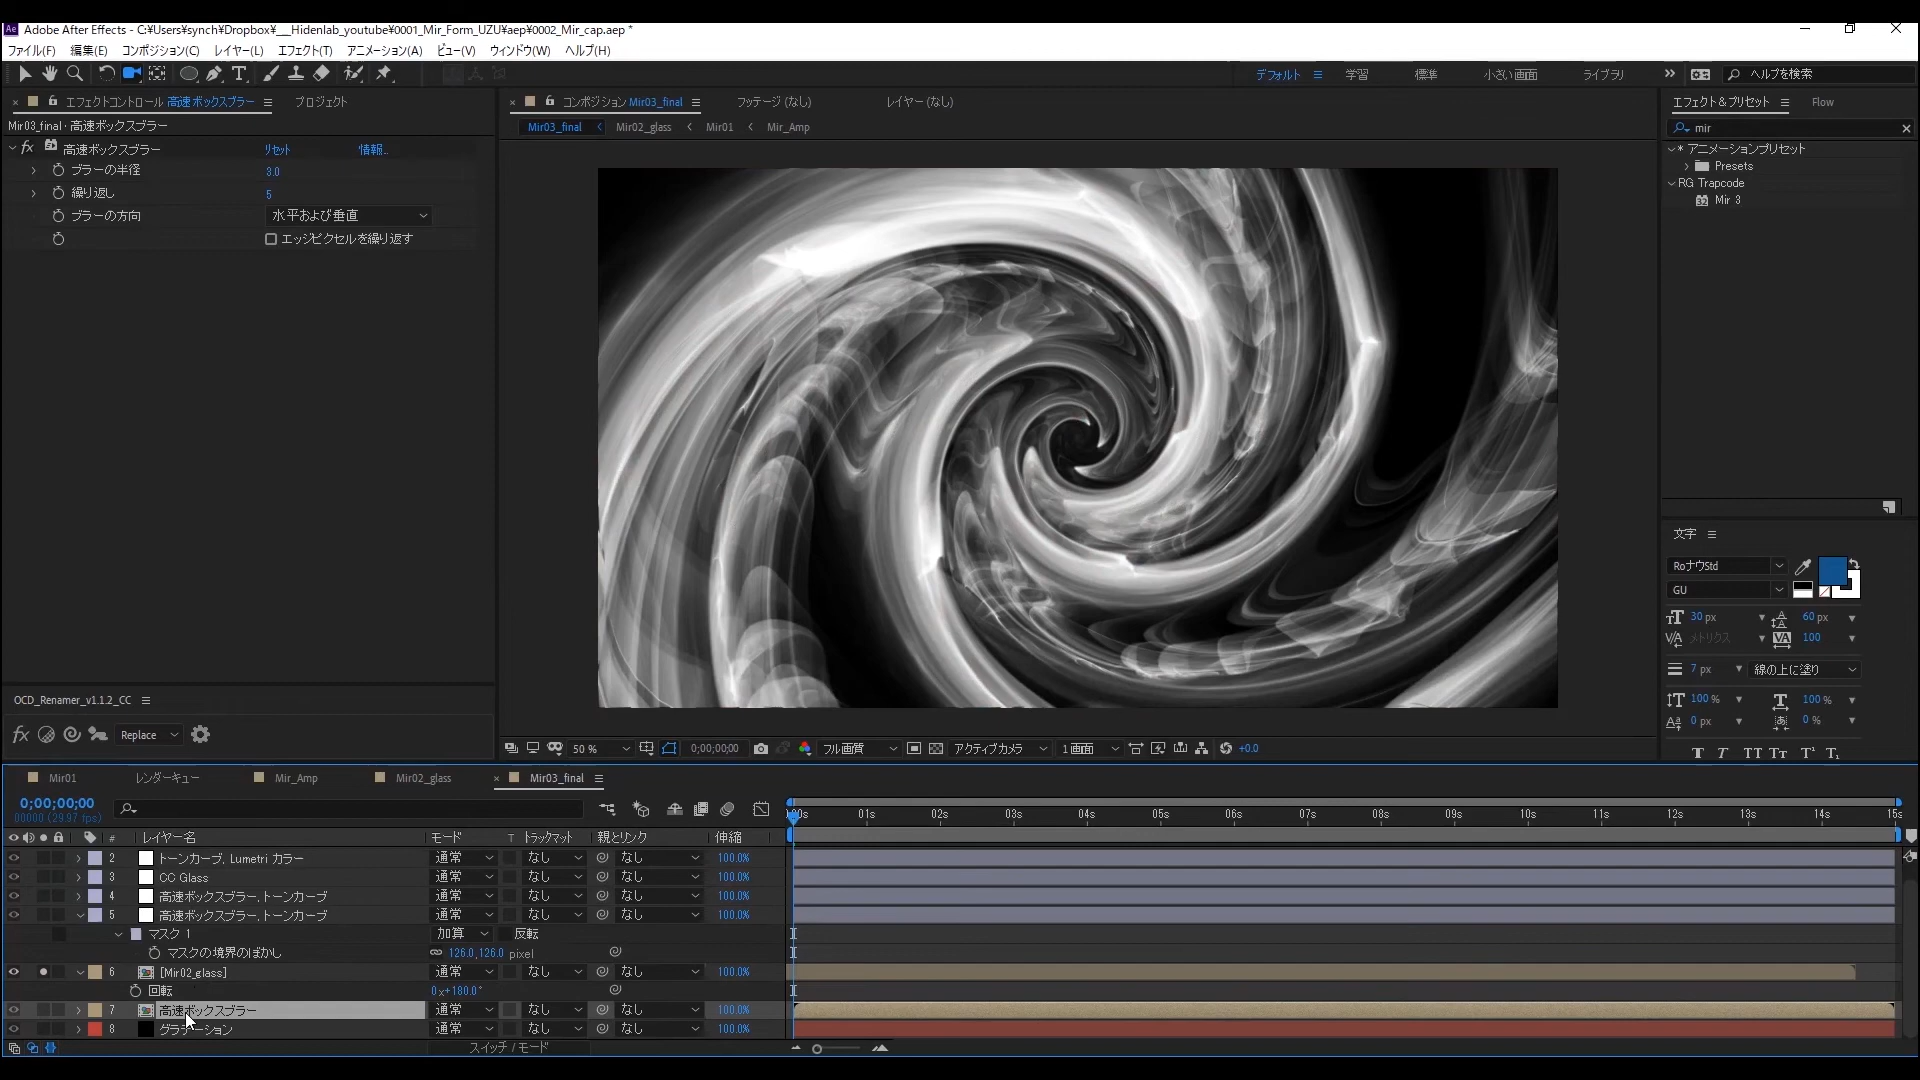 Adobe After Effects - C:¥Users¥synch¥Dropbox¥___Hidenlab_youtube¥0001_Mir_Form_UZU¥aep¥0002_Mir_cap.aep *
ファイル(F) 編集(E) コンポジション(C) レイヤー(L) エフェクト(T) アニメーション(A) ビュー(V) ウィンドウ(W) ヘルプ(H)
デフォルト 学習 標準 小さい画面 ライブラリ ヘルプを検索
エフェクトコントロール 高速ボックスブラー プロジェクト
コンポジション Mir03_final フッテージ (なし) レイヤー (なし)
エフェクト&プリセット Flow
Mir03_final・高速ボックスブラー
Mir03_final Mir02_glass Mir01 Mir_Amp
mir
高速ボックスブラー リセット 情報...
ブラーの半径 3.0
繰り返し 5
ブラーの方向 水平および垂直
エッジピクセルを繰り返す
* アニメーションプリセット
Presets
RG Trapcode
Mir 3
文字
RoナウStd
GU
30 px 60 px
メトリクス 100
7 px 線の上に塗り
100 % 100 %
0 px 0 %
OCD_Renamer_v1.1.2_CC
fx Replace
50 % 0;00;00;00 フル画質 アクティブカメラ 1画面 +0.0
Mir01 レンダーキュー Mir_Amp Mir02_glass Mir03_final
0;00;00;00
00000 (29.97 fps)
01s 02s 03s 04s 05s 06s 07s 08s 09s 10s 11s 12s 13s 14s 15s
# レイヤー名 モード T トラックマット 親とリンク 伸縮
2 トーンカーブ, Lumetri カラー 通常 なし なし 100.0%
3 CC Glass 通常 なし なし 100.0%
4 高速ボックスブラー, トーンカーブ 通常 なし なし 100.0%
5 高速ボックスブラー, トーンカーブ 通常 なし なし 100.0%
マスク 1 加算 反転
マスクの境界のぼかし 126.0,126.0 pixel
6 [Mir02_glass] 通常 なし なし 100.0%
回転 0x+180.0°
7 高速ボックスブラー 通常 なし なし 100.0%
8 グラデーション 通常 なし なし 100.0%
スイッチ / モード